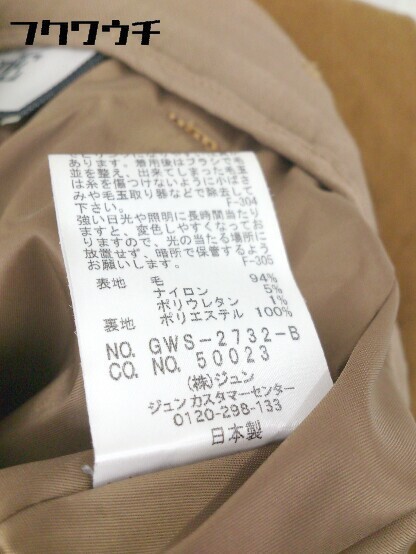 フクワウチ
あります。着用後はブラシで毛
並を整え、出来てしまった毛玉
は糸を傷つけないように小ばさ
みや毛玉取り器などで除去して
下さい。 F-304
強い日光や照明に長時間当たり
ますと、変色しやすくなってお
りますので、光の当たる場所に
放置せず、暗所で保管するよう
お願いします。 F-305
表地 毛 94%
ナイロン 5%
ポリウレタン 1%
裏地 ポリエステル 100%
NO. GWS-2732-B
CO. NO. 50023
(株)ジュン
ジュンカスタマーセンター
0120-298-133
日本製